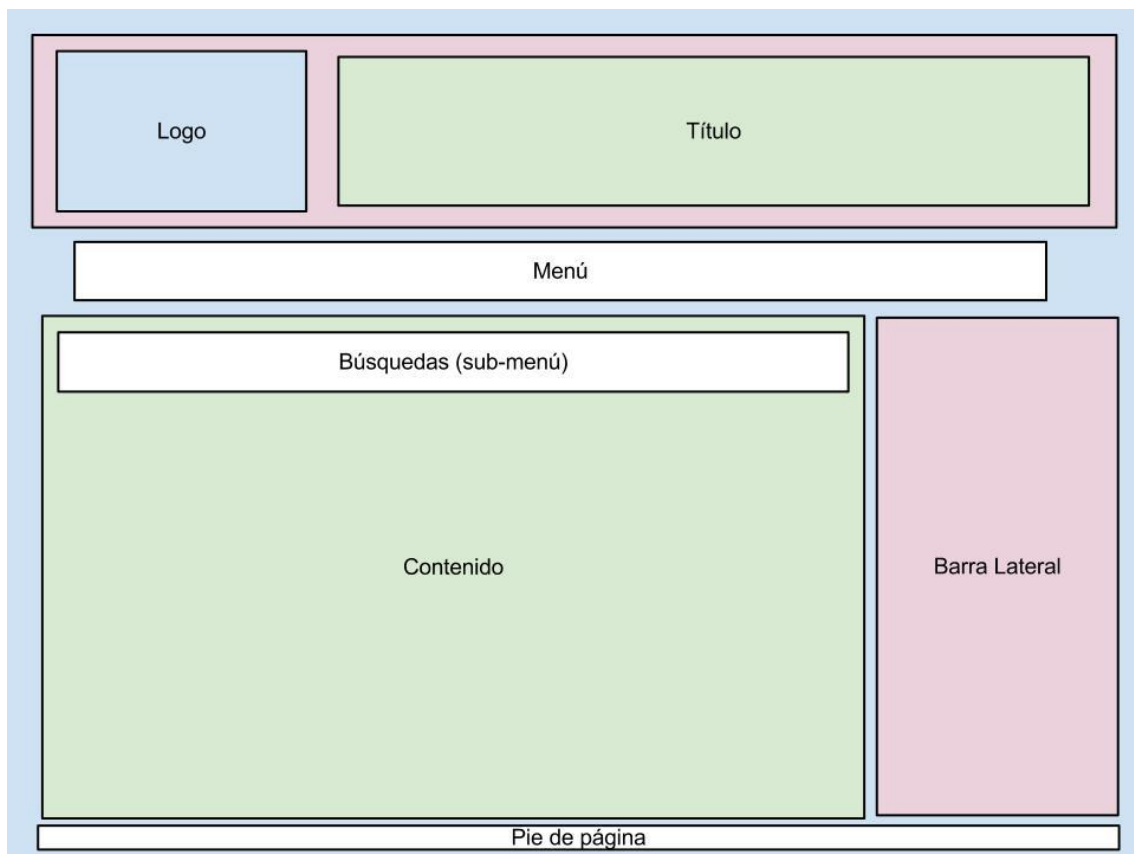 Logo
Título
Menú
Búsquedas (sub-menú)
Contenido
Barra Lateral
Pie de página